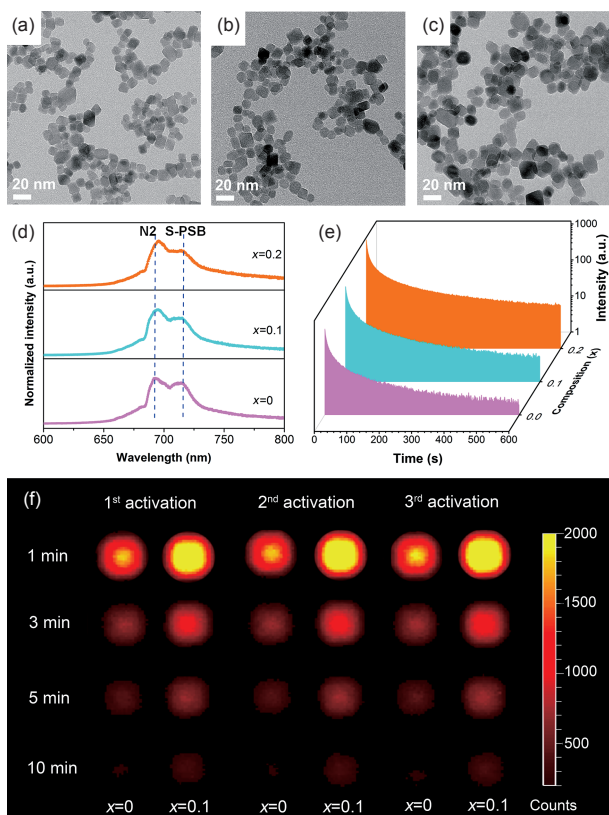 (a)
20 nm
(b)
20 nm
(c)
20 nm
(d)
N2 S-PSB
x=0.2
x=0.1
x=0
Normalized intensity (a.u.)
600 650 700 750 800
Wavelength (nm)
(e)
1000
100
10
1
Intensity (a.u.)
0.2
0.1
0.0
Composition (x)
0 100 200 300 400 500 600
Time (s)
(f)
1st activation 2nd activation 3rd activation
1 min
3 min
5 min
10 min
x=0 x=0.1 x=0 x=0.1 x=0 x=0.1
2000
1500
1000
500
Counts